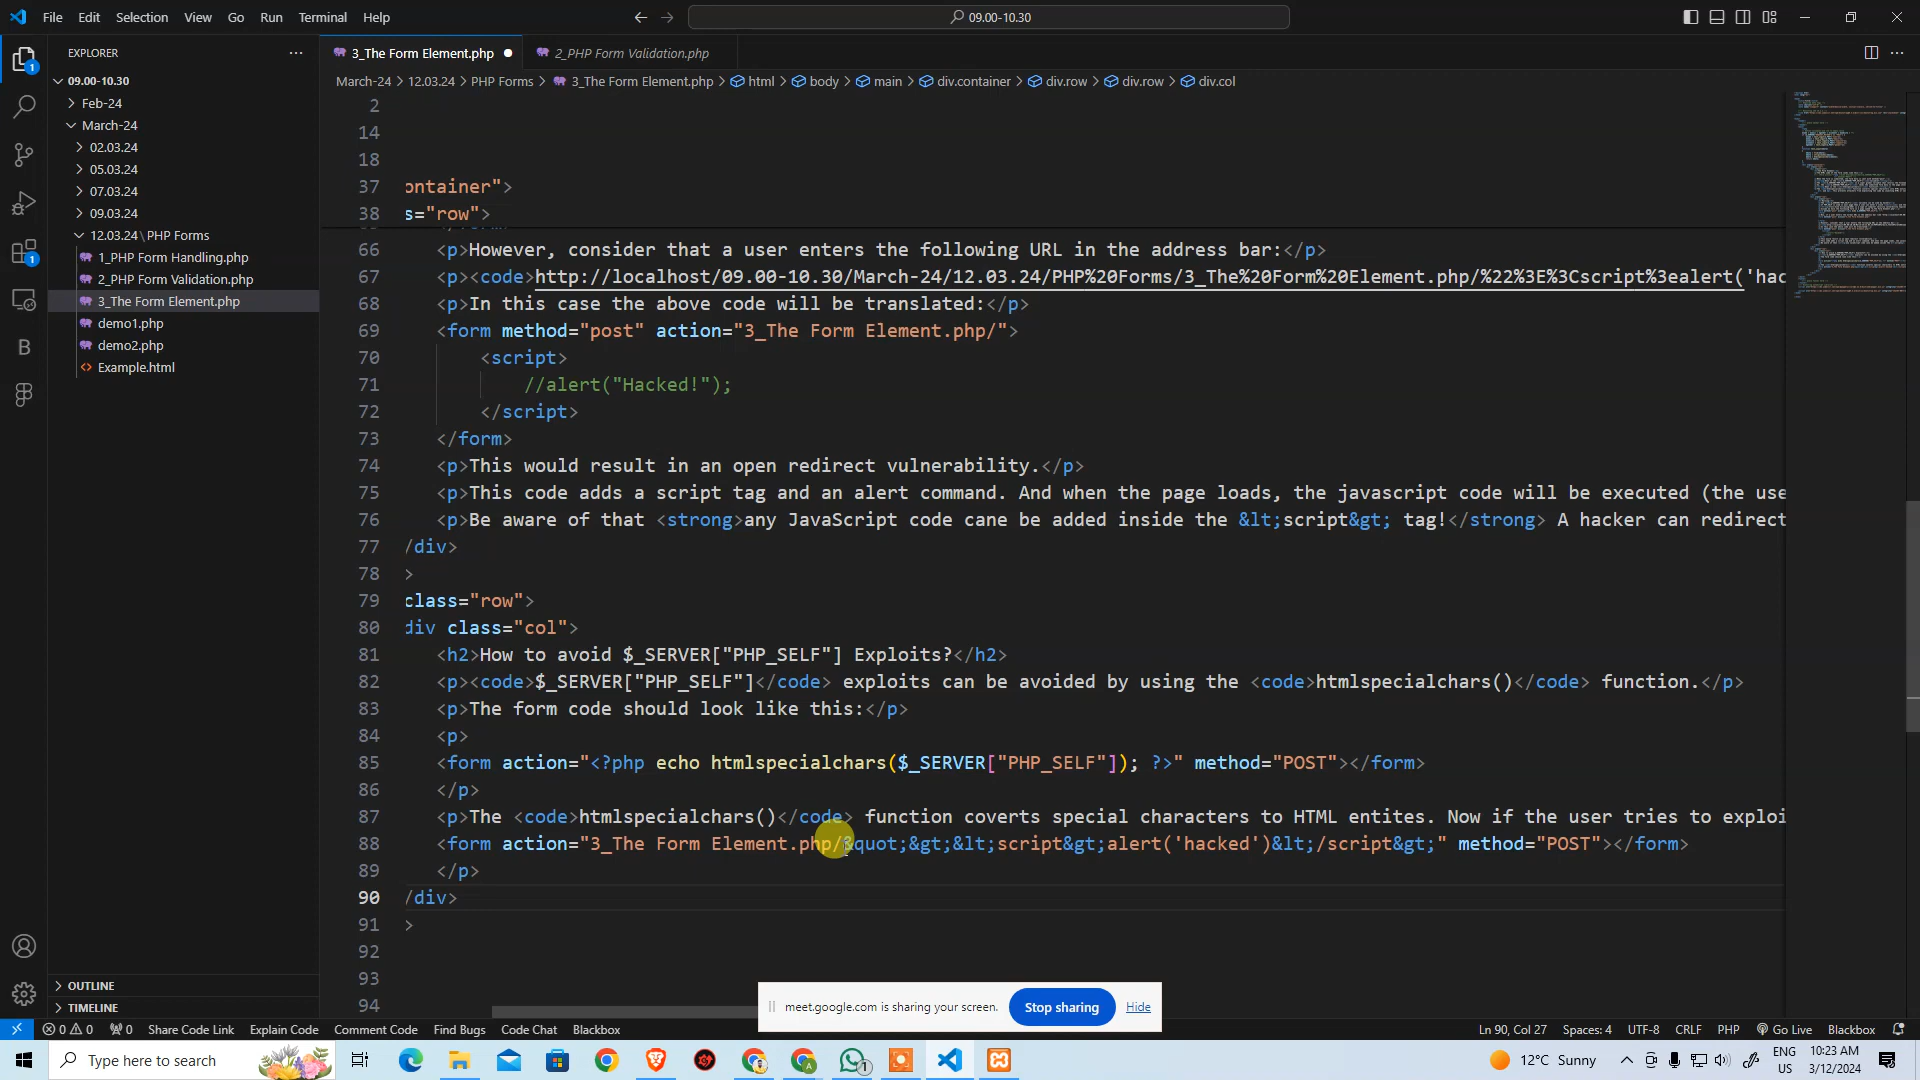 File Edit Selection View Go Run Terminal Help
09.00-10.30
EXPLORER
3_The Form Element.php
2_PHP Form Validation.php
March-24 > 12.03.24 > PHP Forms > 3_The Form Element.php > html > body > main > div.container > div.row > div.row > div.col
09.00-10.30
Feb-24
March-24
02.03.24
05.03.24
07.03.24
09.03.24
12.03.24\PHP Forms
1_PHP Form Handling.php
2_PHP Form Validation.php
3_The Form Element.php
demo1.php
demo2.php
Example.html
OUTLINE
TIMELINE
2
14
18
37 ontainer">
38 s="row">
66 <p>However, consider that a user enters the following URL in the address bar:</p>
67 <p><code>http://localhost/09.00-10.30/March-24/12.03.24/PHP%20Forms/3_The%20Form%20Element.php/%22%3E%3Cscript%3ealert('hac
68 <p>In this case the above code will be translated:</p>
69 <form method="post" action="3_The Form Element.php/">
70 <script>
71 //alert("Hacked!");
72 </script>
73 </form>
74 <p>This would result in an open redirect vulnerability.</p>
75 <p>This code adds a script tag and an alert command. And when the page loads, the javascript code will be executed (the use
76 <p>Be aware of that <strong>any JavaScript code cane be added inside the &lt;script&gt; tag!</strong> A hacker can redirect
77 /div>
78 >
79 class="row">
80 div class="col">
81 <h2>How to avoid $_SERVER["PHP_SELF"] Exploits?</h2>
82 <p><code>$_SERVER["PHP_SELF"]</code> exploits can be avoided by using the <code>htmlspecialchars()</code> function.</p>
83 <p>The form code should look like this:</p>
84 <p>
85 <form action="<?php echo htmlspecialchars($_SERVER["PHP_SELF"]); ?>" method="POST"></form>
86 </p>
87 <p>The <code>htmlspecialchars()</code> function coverts special characters to HTML entites. Now if the user tries to exploi
88 <form action="3_The Form Element.php/&quot;&gt;&lt;script&gt;alert('hacked')&lt;/script&gt;" method="POST"></form>
89 </p>
90 /div>
91 >
92
93
94
meet.google.com is sharing your screen. Stop sharing Hide
0 0 0 Share Code Link Explain Code Comment Code Find Bugs Code Chat Blackbox Ln 90, Col 27 Spaces: 4 UTF-8 CRLF PHP Go Live Blackbox
Type here to search
12°C Sunny
ENG
US
10:23 AM
3/12/2024